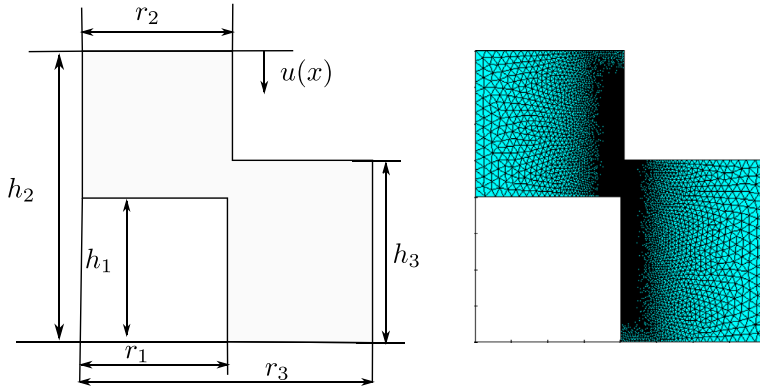 r₂
u(x)
h₂
h₁
h₃
r₁
r₃